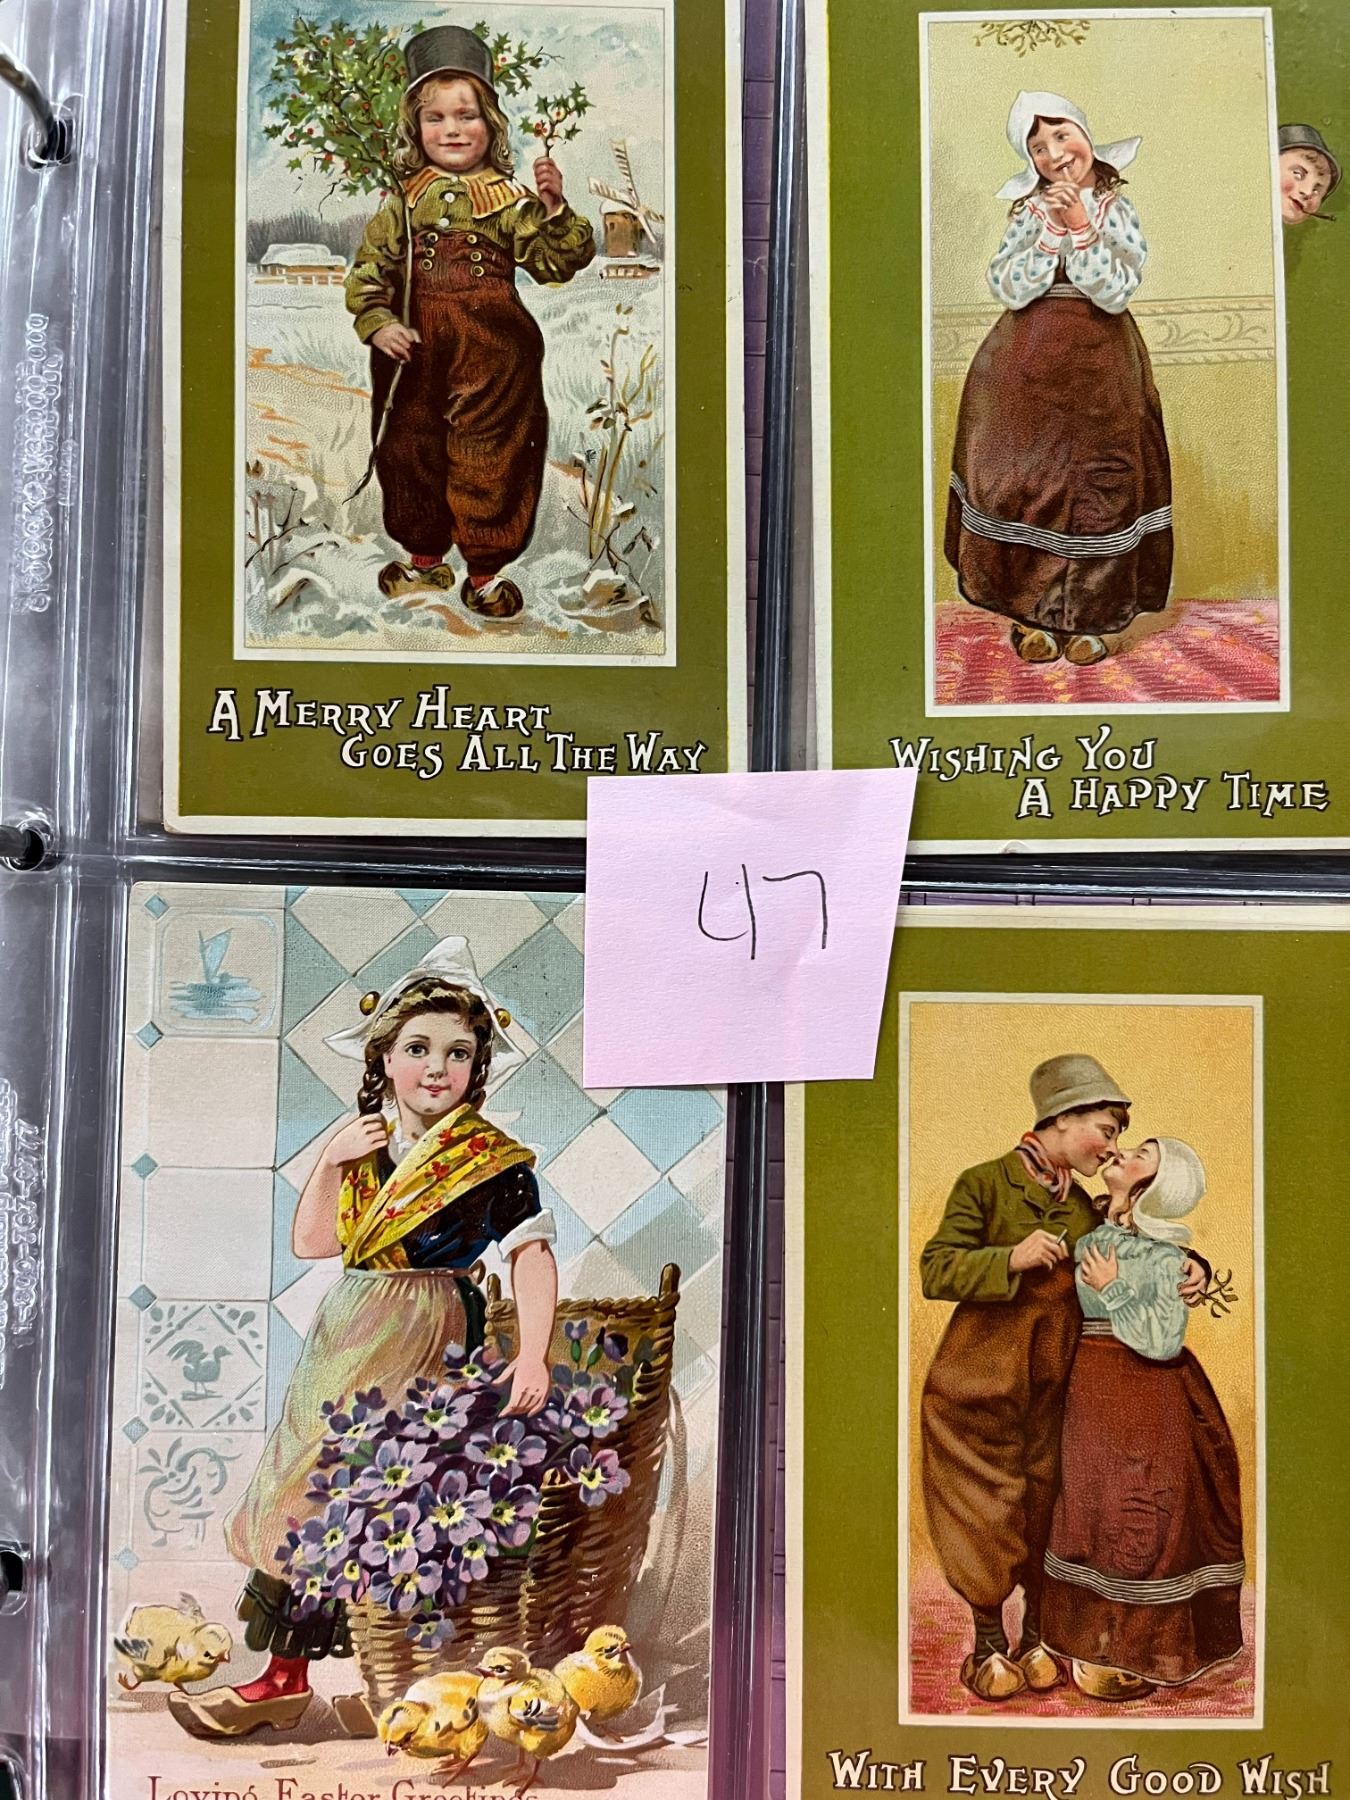 A MERRY HEART
GOES ALL THE WAY
WISHING YOU
A HAPPY TIME
47
Loving Easter Greetings
WITH EVERY GOOD WISH